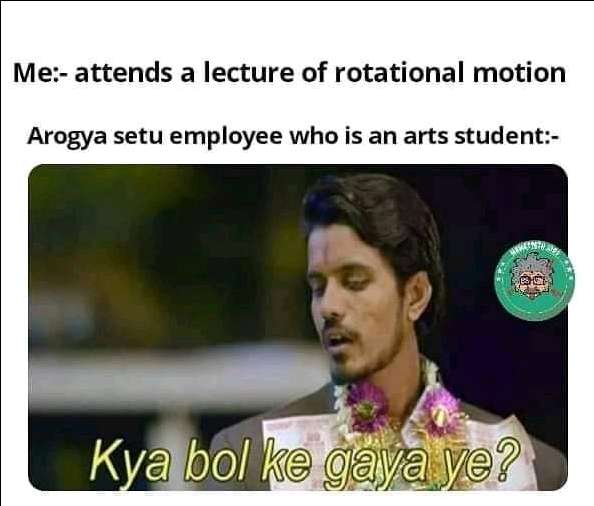 Me:- attends a lecture of rotational motion
Arogya setu employee who is an arts student:-
Kya bol ke gaya ye?